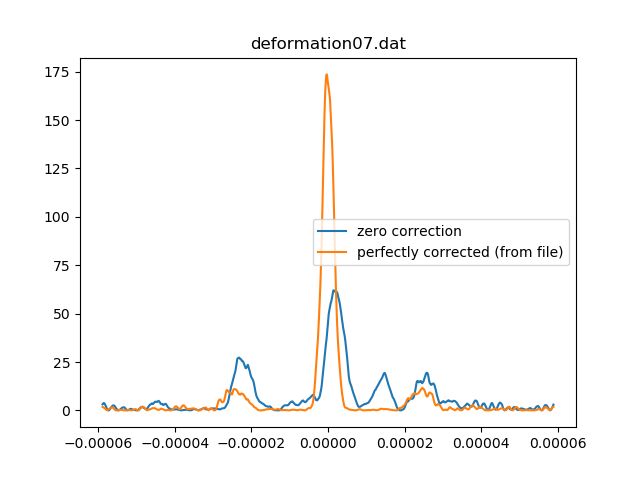 deformation07.dat
175
150
125
100
75
50
25
0
zero correction
perfectly corrected (from file)
−0.00006 −0.00004 −0.00002 0.00000 0.00002 0.00004 0.00006